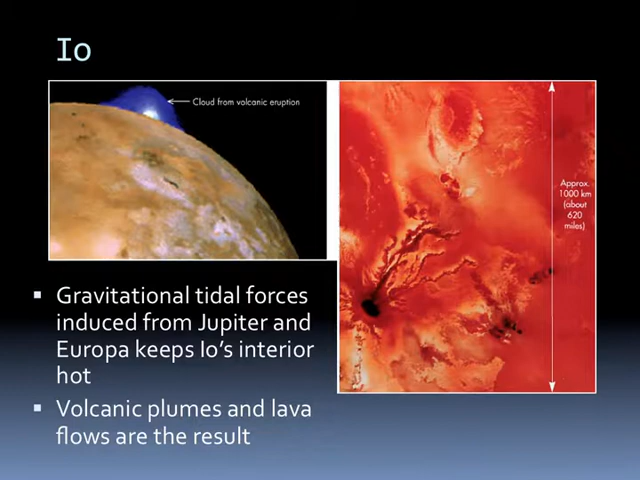 Io
Cloud from volcanic eruption
Approx.
1000 km
(about
620
miles)
▪ Gravitational tidal forces
induced from Jupiter and
Europa keeps Io's interior
hot
▪ Volcanic plumes and lava
flows are the result